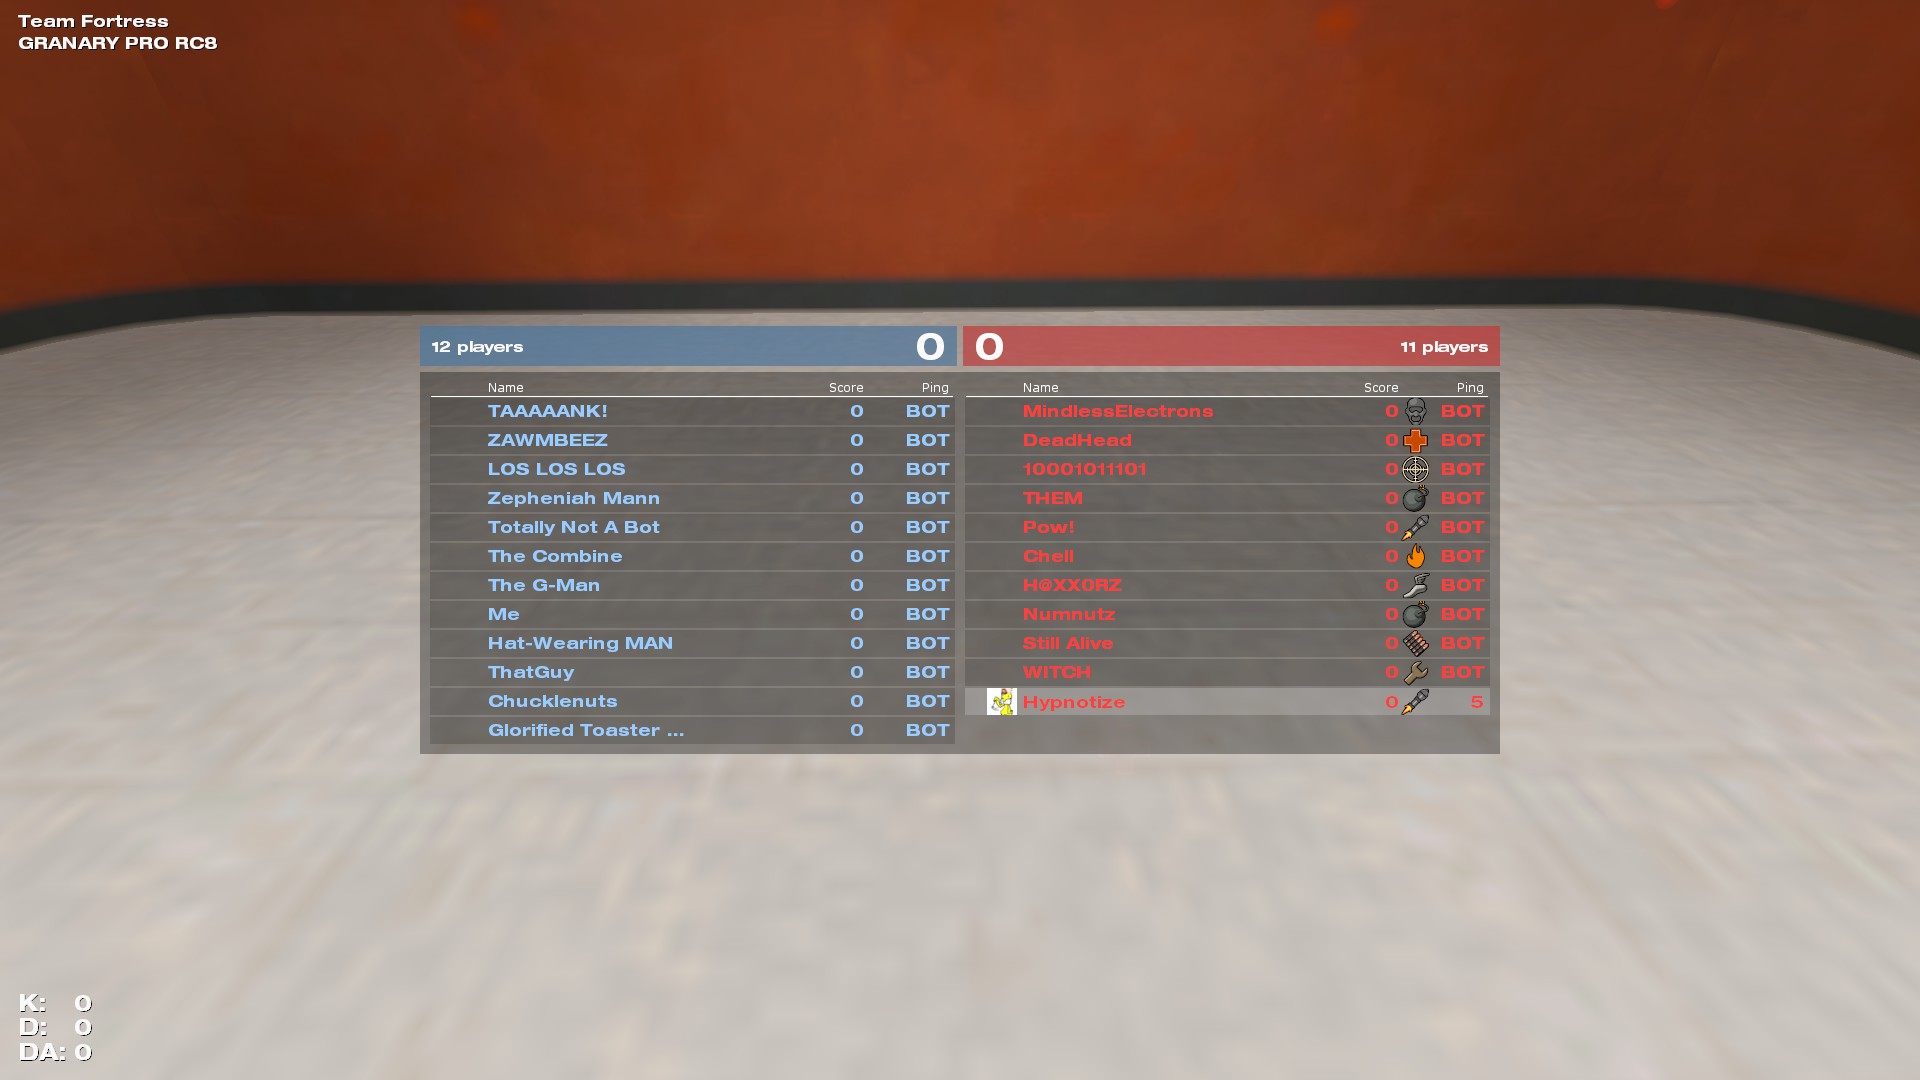 Team Fortress
GRANARY PRO RC8
12 players 0
0 11 players
Name Score Ping
TAAAAANK! 0 BOT
ZAWMBEEZ 0 BOT
LOS LOS LOS 0 BOT
Zepheniah Mann 0 BOT
Totally Not A Bot 0 BOT
The Combine 0 BOT
The G-Man 0 BOT
Me 0 BOT
Hat-Wearing MAN 0 BOT
ThatGuy 0 BOT
Chucklenuts 0 BOT
Glorified Toaster ... 0 BOT
Name Score Ping
MindlessElectrons 0 BOT
DeadHead 0 BOT
10001011101 0 BOT
THEM 0 BOT
Pow! 0 BOT
Chell 0 BOT
H@XX0RZ 0 BOT
Numnutz 0 BOT
Still Alive 0 BOT
WITCH 0 BOT
Hypnotize 0 5
K: 0
D: 0
DA: 0